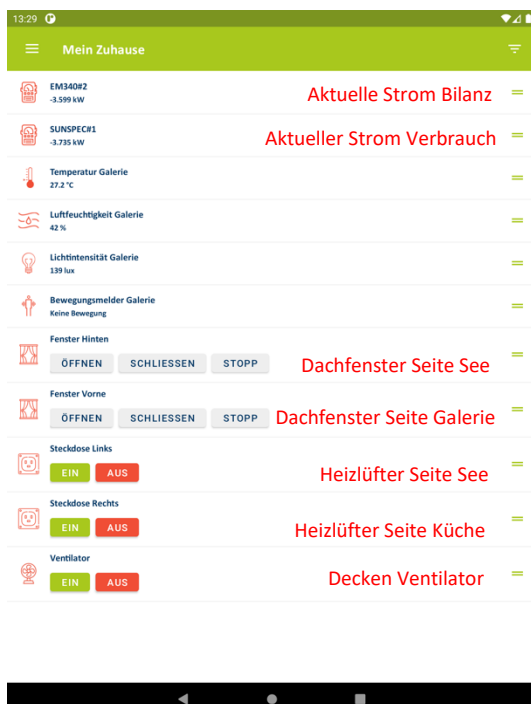 13:29
Mein Zuhause
EM340#2
-3.599 kW
Aktuelle Strom Bilanz
SUNSPEC#1
-3.735 kW
Aktueller Strom Verbrauch
Temperatur Galerie
27.2 °C
Luftfeuchtigkeit Galerie
42 %
Lichtintensität Galerie
139 lux
Bewegungsmelder Galerie
Keine Bewegung
Fenster Hinten
ÖFFNEN SCHLIESSEN STOPP
Dachfenster Seite See
Fenster Vorne
ÖFFNEN SCHLIESSEN STOPP
Dachfenster Seite Galerie
Steckdose Links
EIN AUS
Heizlüfter Seite See
Steckdose Rechts
EIN AUS
Heizlüfter Seite Küche
Ventilator
EIN AUS
Decken Ventilator